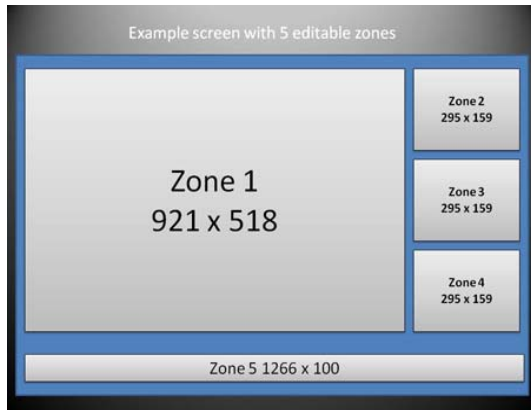 Example screen with 5 editable zones
Zone 1
921 x 518
Zone 2
295 x 159
Zone 3
295 x 159
Zone 4
295 x 159
Zone 5 1266 x 100